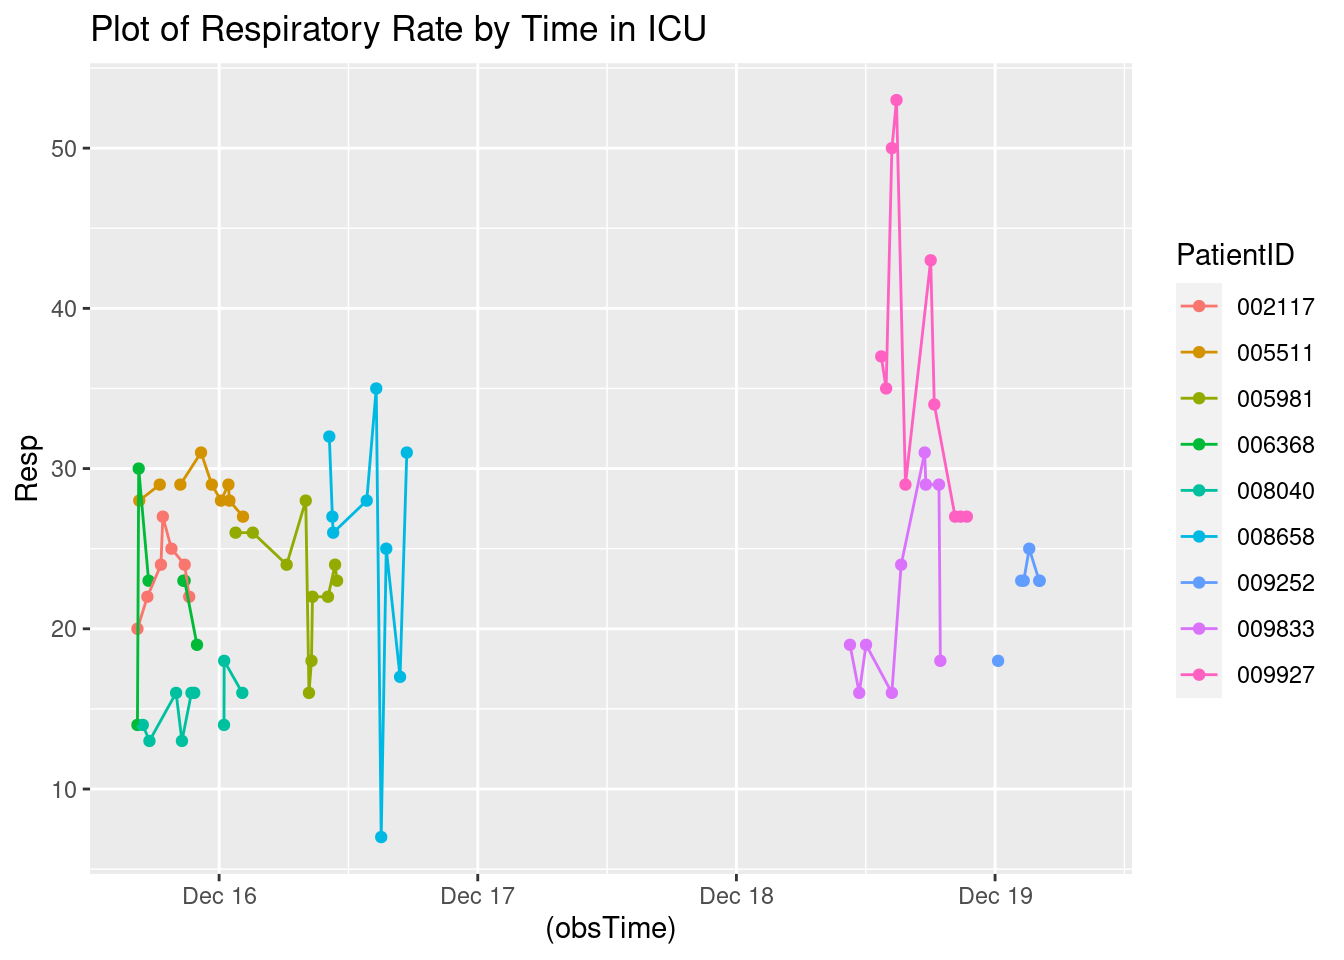 Plot of Respiratory Rate by Time in ICU
Resp
50
40
30
20
10
Dec 16
Dec 17
Dec 18
Dec 19
(obsTime)
PatientID
002117
005511
005981
006368
008040
008658
009252
009833
009927